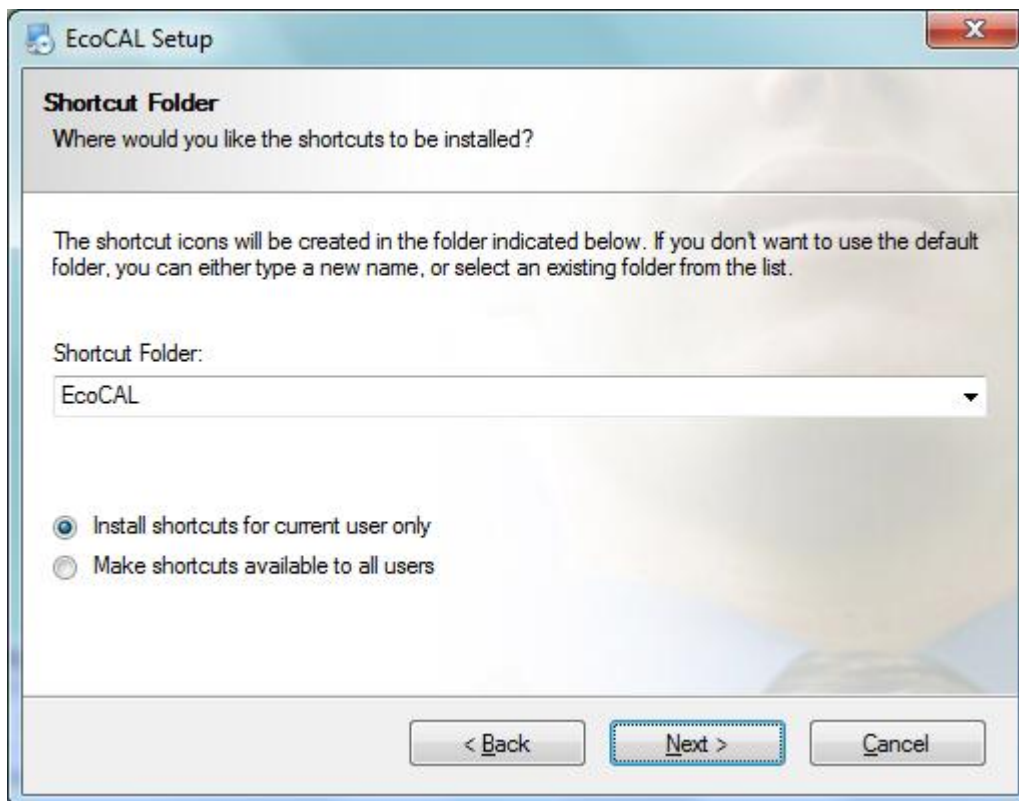 EcoCAL Setup
Shortcut Folder
Where would you like the shortcuts to be installed?
The shortcut icons will be created in the folder indicated below. If you don't want to use the default
folder, you can either type a new name, or select an existing folder from the list.
Shortcut Folder:
EcoCAL
Install shortcuts for current user only
Make shortcuts available to all users
< Back
Next >
Cancel